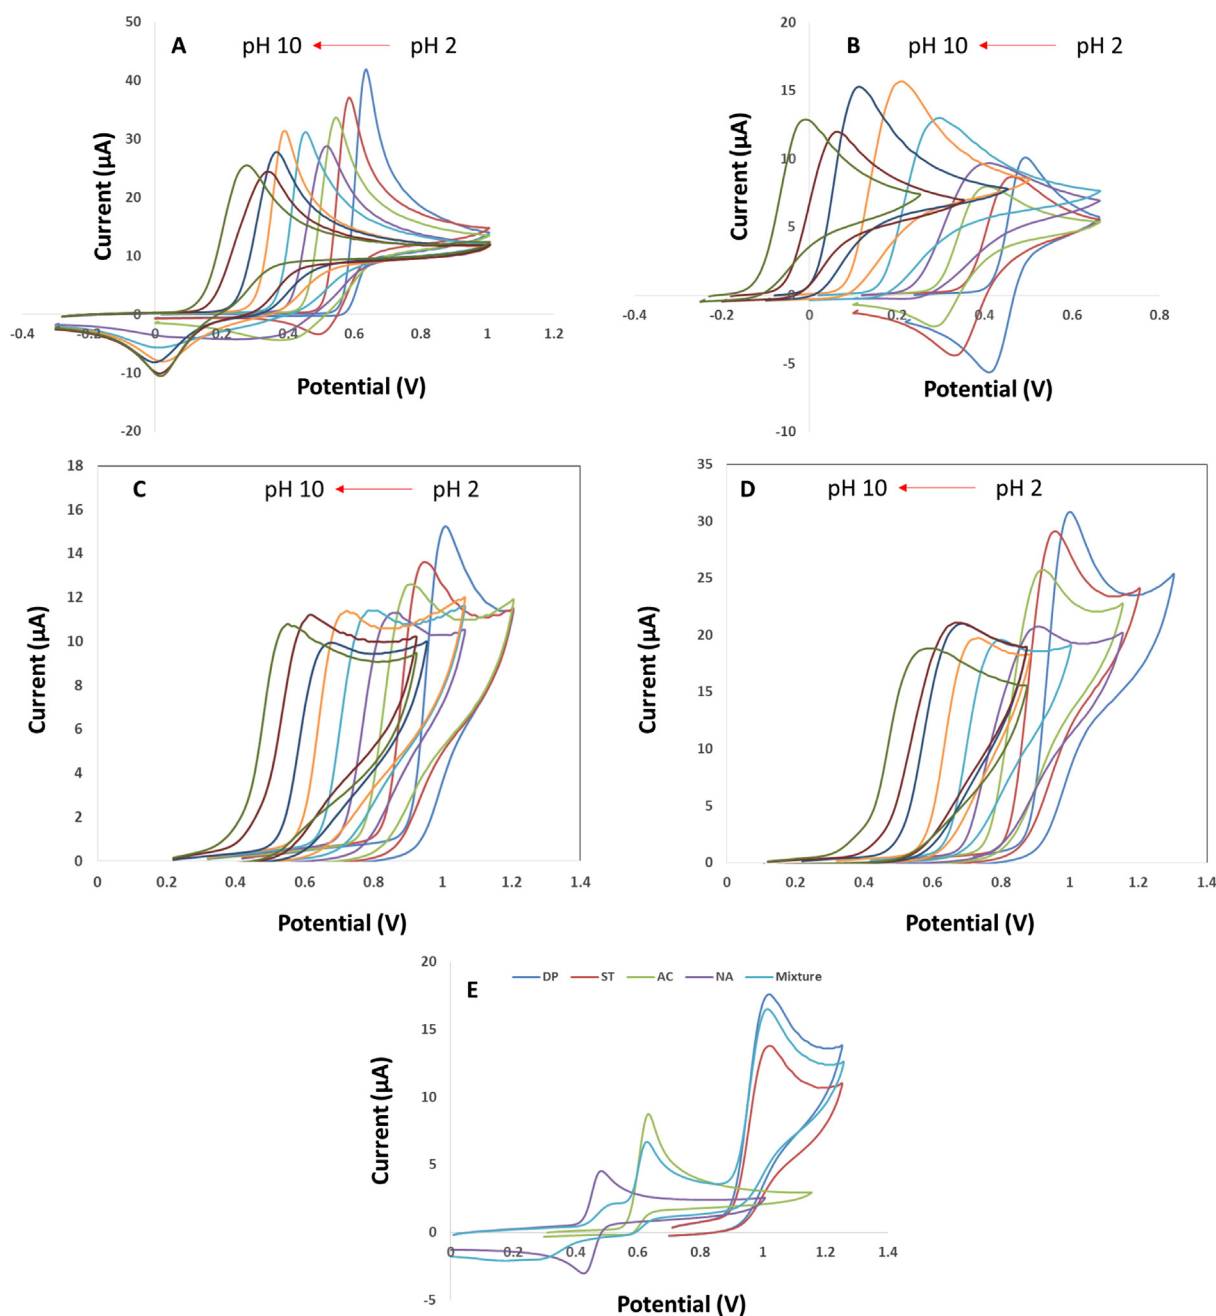 A
pH 10 pH 2
Current (µA)
50
40
30
20
10
0
-10
-20
-0.4 -0.2 0 0.2 0.4 0.6 0.8 1 1.2
Potential (V)
B
pH 10 pH 2
Current (µA)
20
15
10
5
0
-5
-10
-0.4 -0.2 0 0.2 0.4 0.6 0.8
Potential (V)
C
pH 10 pH 2
Current (µA)
18
16
14
12
10
8
6
4
2
0
0 0.2 0.4 0.6 0.8 1 1.2 1.4
Potential (V)
D
pH 10 pH 2
Current (µA)
35
30
25
20
15
10
5
0
0 0.2 0.4 0.6 0.8 1 1.2 1.4
Potential (V)
E
DP ST AC NA Mixture
Current (µA)
20
15
10
5
0
-5
0 0.2 0.4 0.6 0.8 1 1.2 1.4
Potential (V)